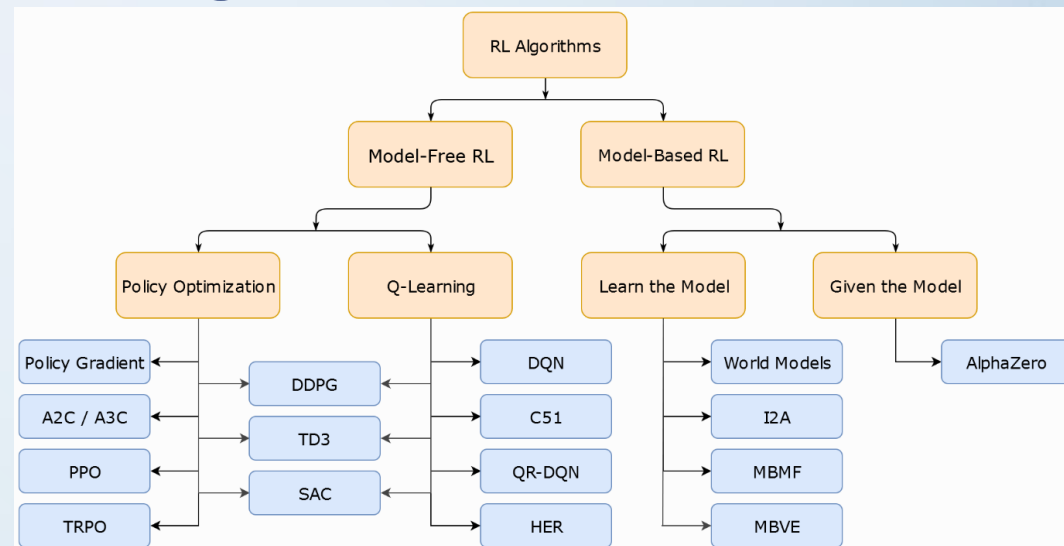 RL Algorithms
Model-Free RL
Model-Based RL
Policy Optimization
Q-Learning
Learn the Model
Given the Model
Policy Gradient
DDPG
DQN
World Models
AlphaZero
A2C / A3C
TD3
C51
I2A
PPO
SAC
QR-DQN
MBMF
TRPO
HER
MBVE